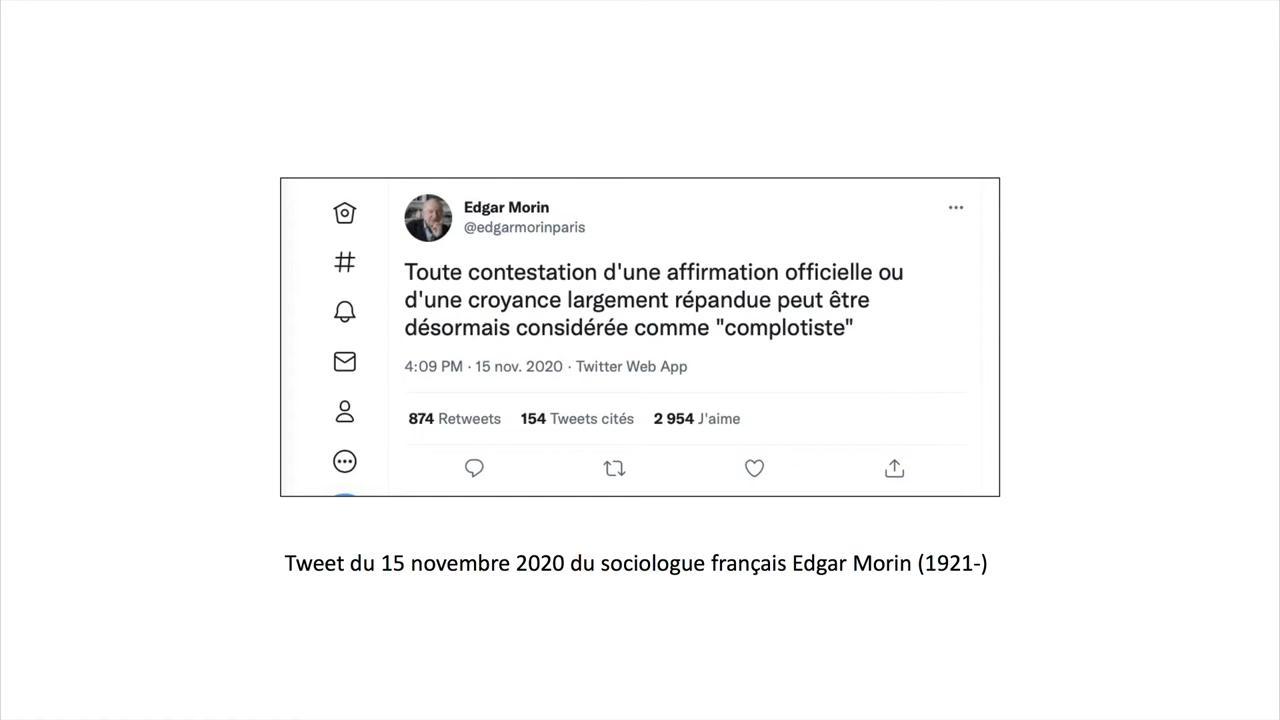 Edgar Morin
@edgarmorinparis
Toute contestation d'une affirmation officielle ou
d'une croyance largement répandue peut être
désormais considérée comme "complotiste"
4:09 PM · 15 nov. 2020 · Twitter Web App
874 Retweets 154 Tweets cités 2 954 J'aime
Tweet du 15 novembre 2020 du sociologue français Edgar Morin (1921-)